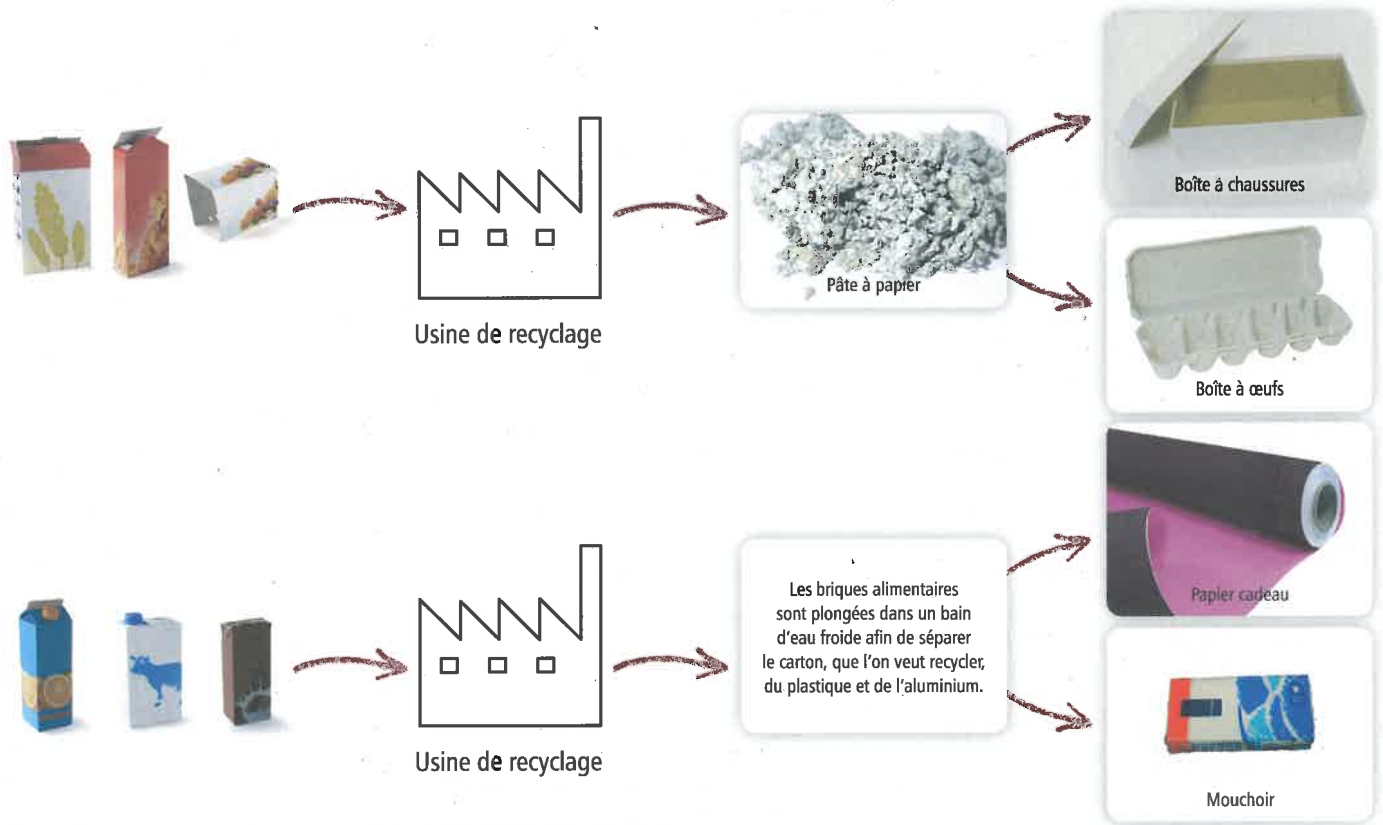 Boîte à chaussures
Pâte à papier
Usine de recyclage
Boîte à œufs
Les briques alimentaires
sont plongées dans un bain
d'eau froide afin de séparer
le carton, que l'on veut recycler,
du plastique et de l'aluminium.
Papier cadeau
Usine de recyclage
Mouchoir